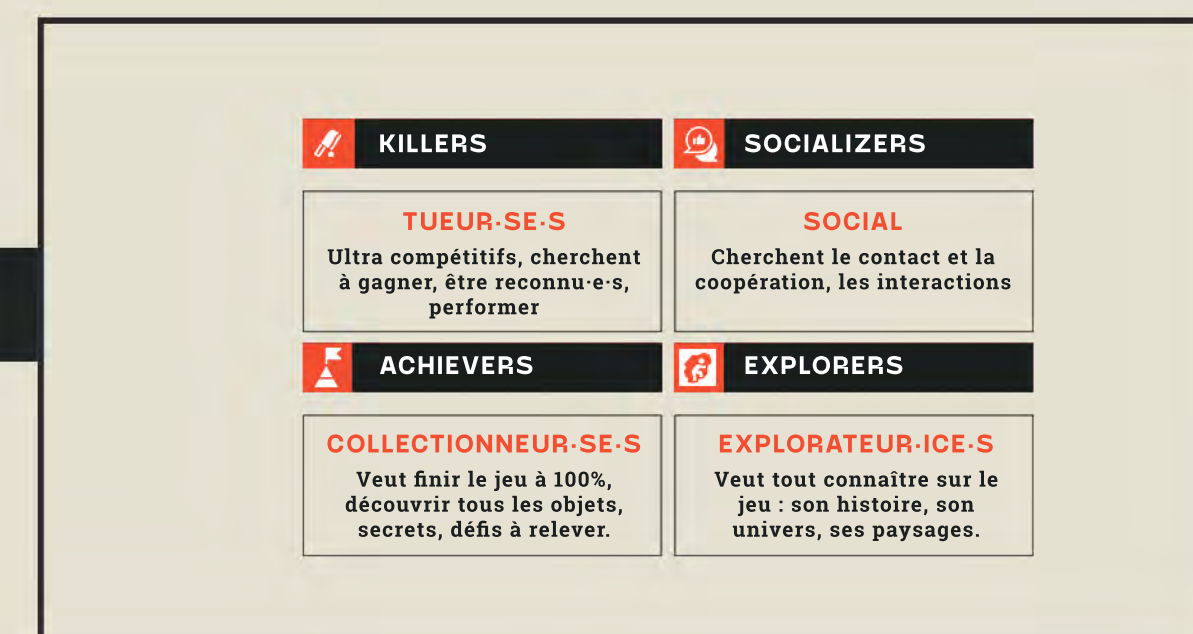 KILLERS
TUEUR·SE·S
Ultra compétitifs, cherchent
à gagner, être reconnu·e·s,
performer
SOCIALIZERS
SOCIAL
Cherchent le contact et la
coopération, les interactions
ACHIEVERS
COLLECTIONNEUR·SE·S
Veut finir le jeu à 100%,
découvrir tous les objets,
secrets, défis à relever.
EXPLORERS
EXPLORATEUR·ICE·S
Veut tout connaître sur le
jeu : son histoire, son
univers, ses paysages.